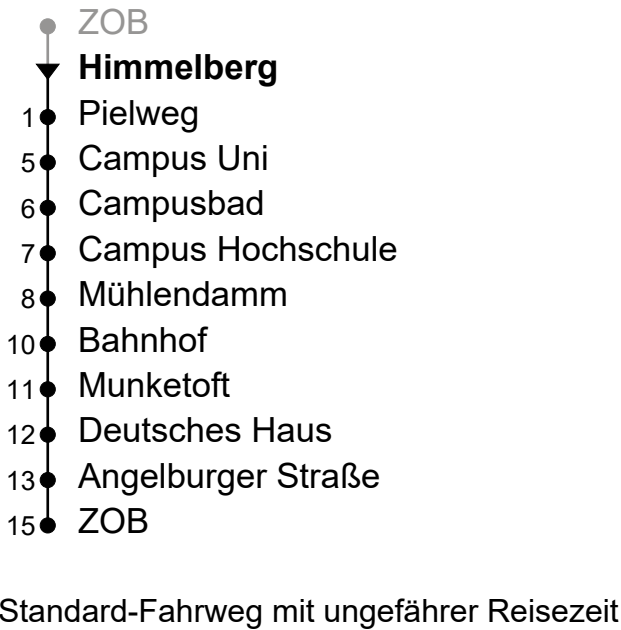 ZOB
Himmelberg
1 Pielweg
5 Campus Uni
6 Campusbad
7 Campus Hochschule
8 Mühlendamm
10 Bahnhof
11 Munketoft
12 Deutsches Haus
13 Angelburger Straße
15 ZOB
Standard-Fahrweg mit ungefährer Reisezeit